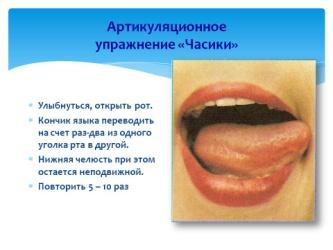 Артикуляционное
упражнение «Часики»
Улыбнуться, открыть рот.
Кончик языка переводить
на счет раз-два из одного
уголка рта в другой.
Нижняя челюсть при этом
остается неподвижной.
Повторить 5 – 10 раз